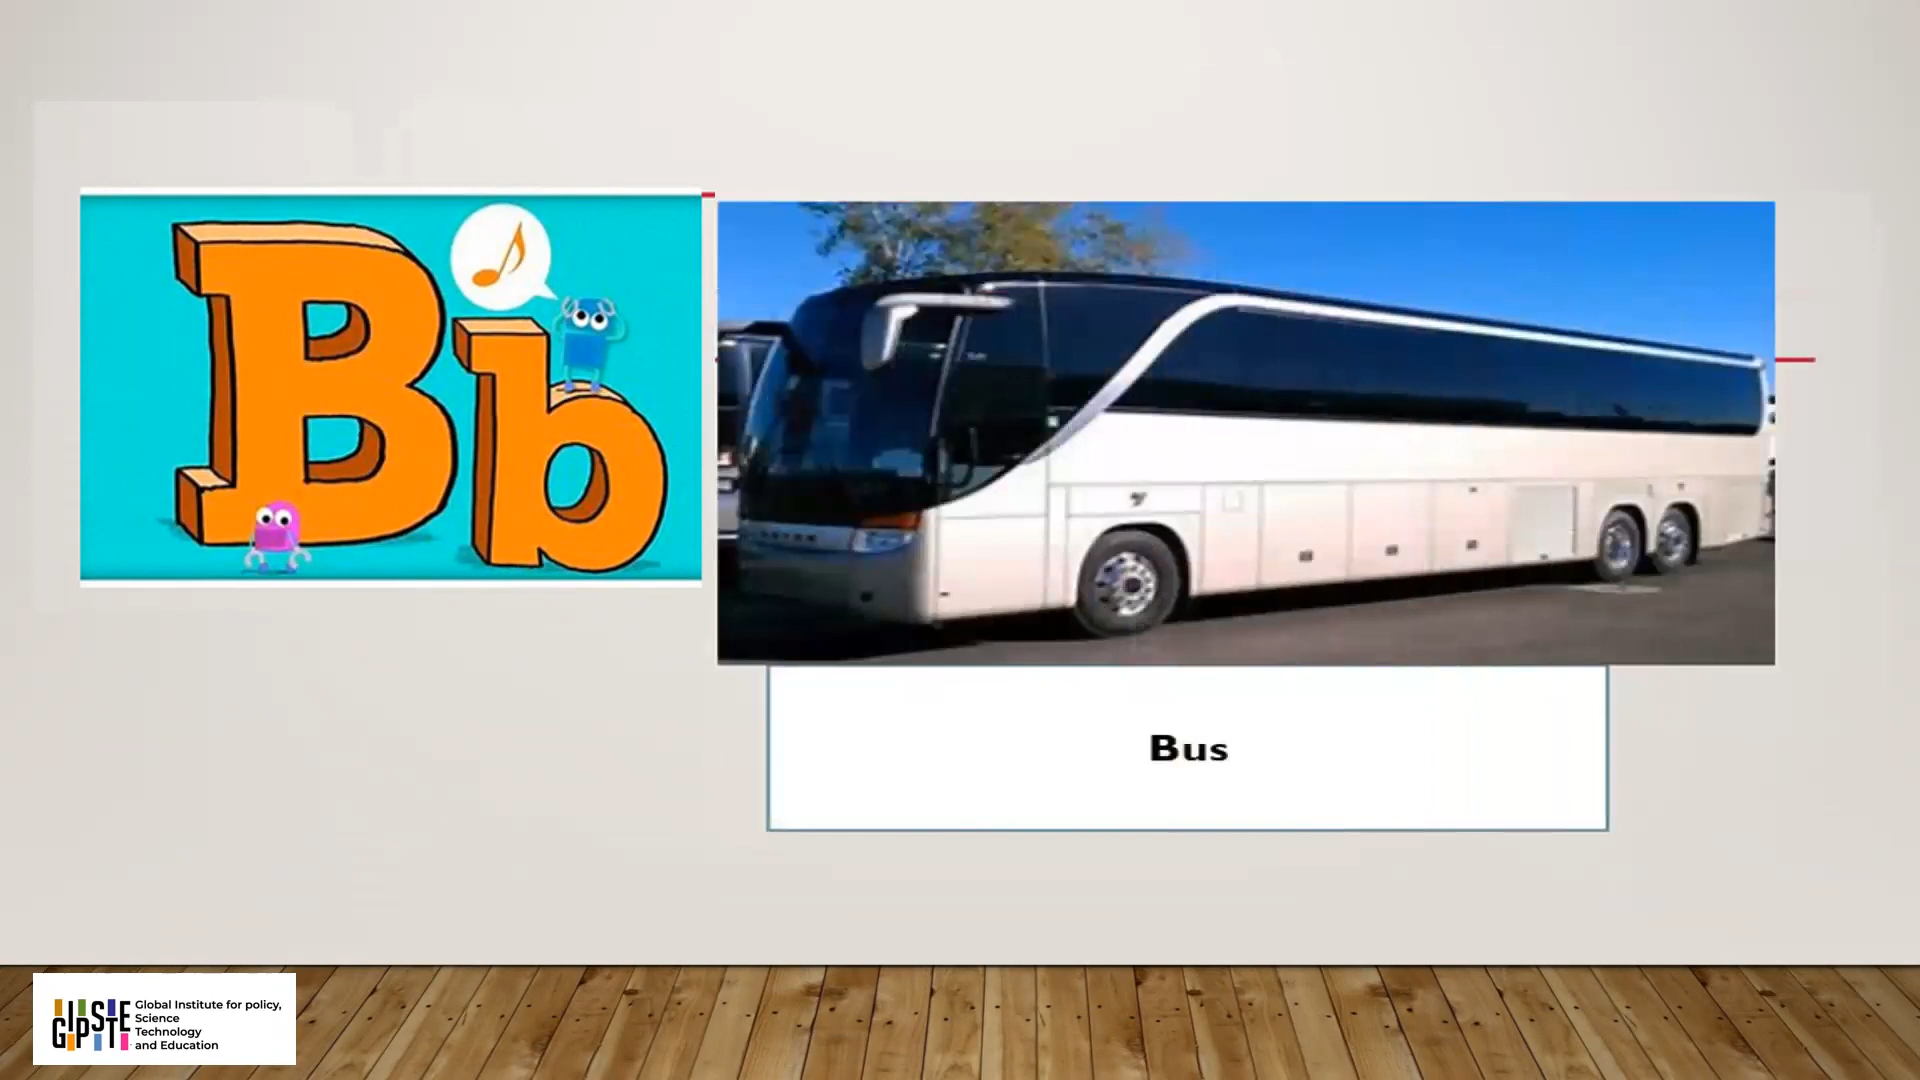 Bb
Bus
GIPSTE
Global Institute for policy,
Science
Technology
and Education